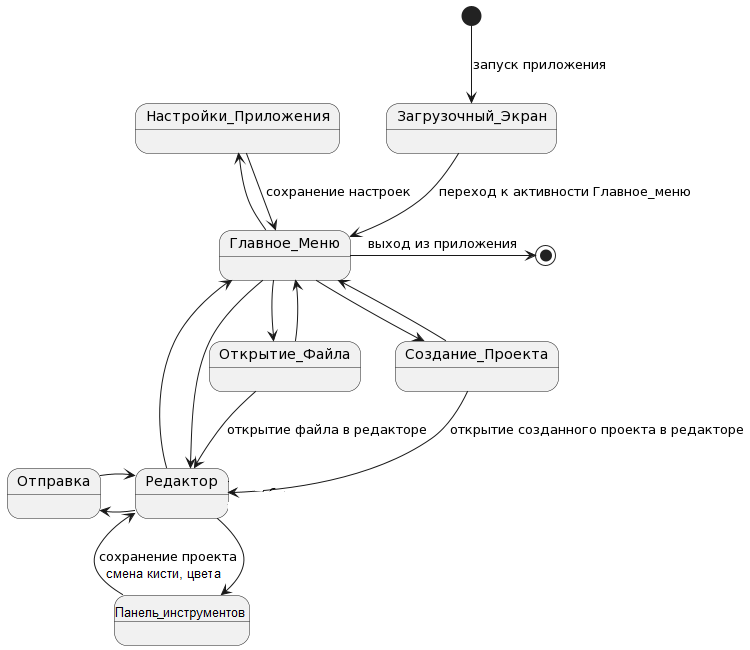 запуск приложения
Настройки_Приложения
Загрузочный_Экран
сохранение настроек
переход к активности Главное_меню
Главное_Меню
выход из приложения
Открытие_Файла
Создание_Проекта
открытие файла в редакторе
открытие созданного проекта в редакторе
Отправка
Редактор
сохранение проекта
смена кисти, цвета
Панель_инструментов